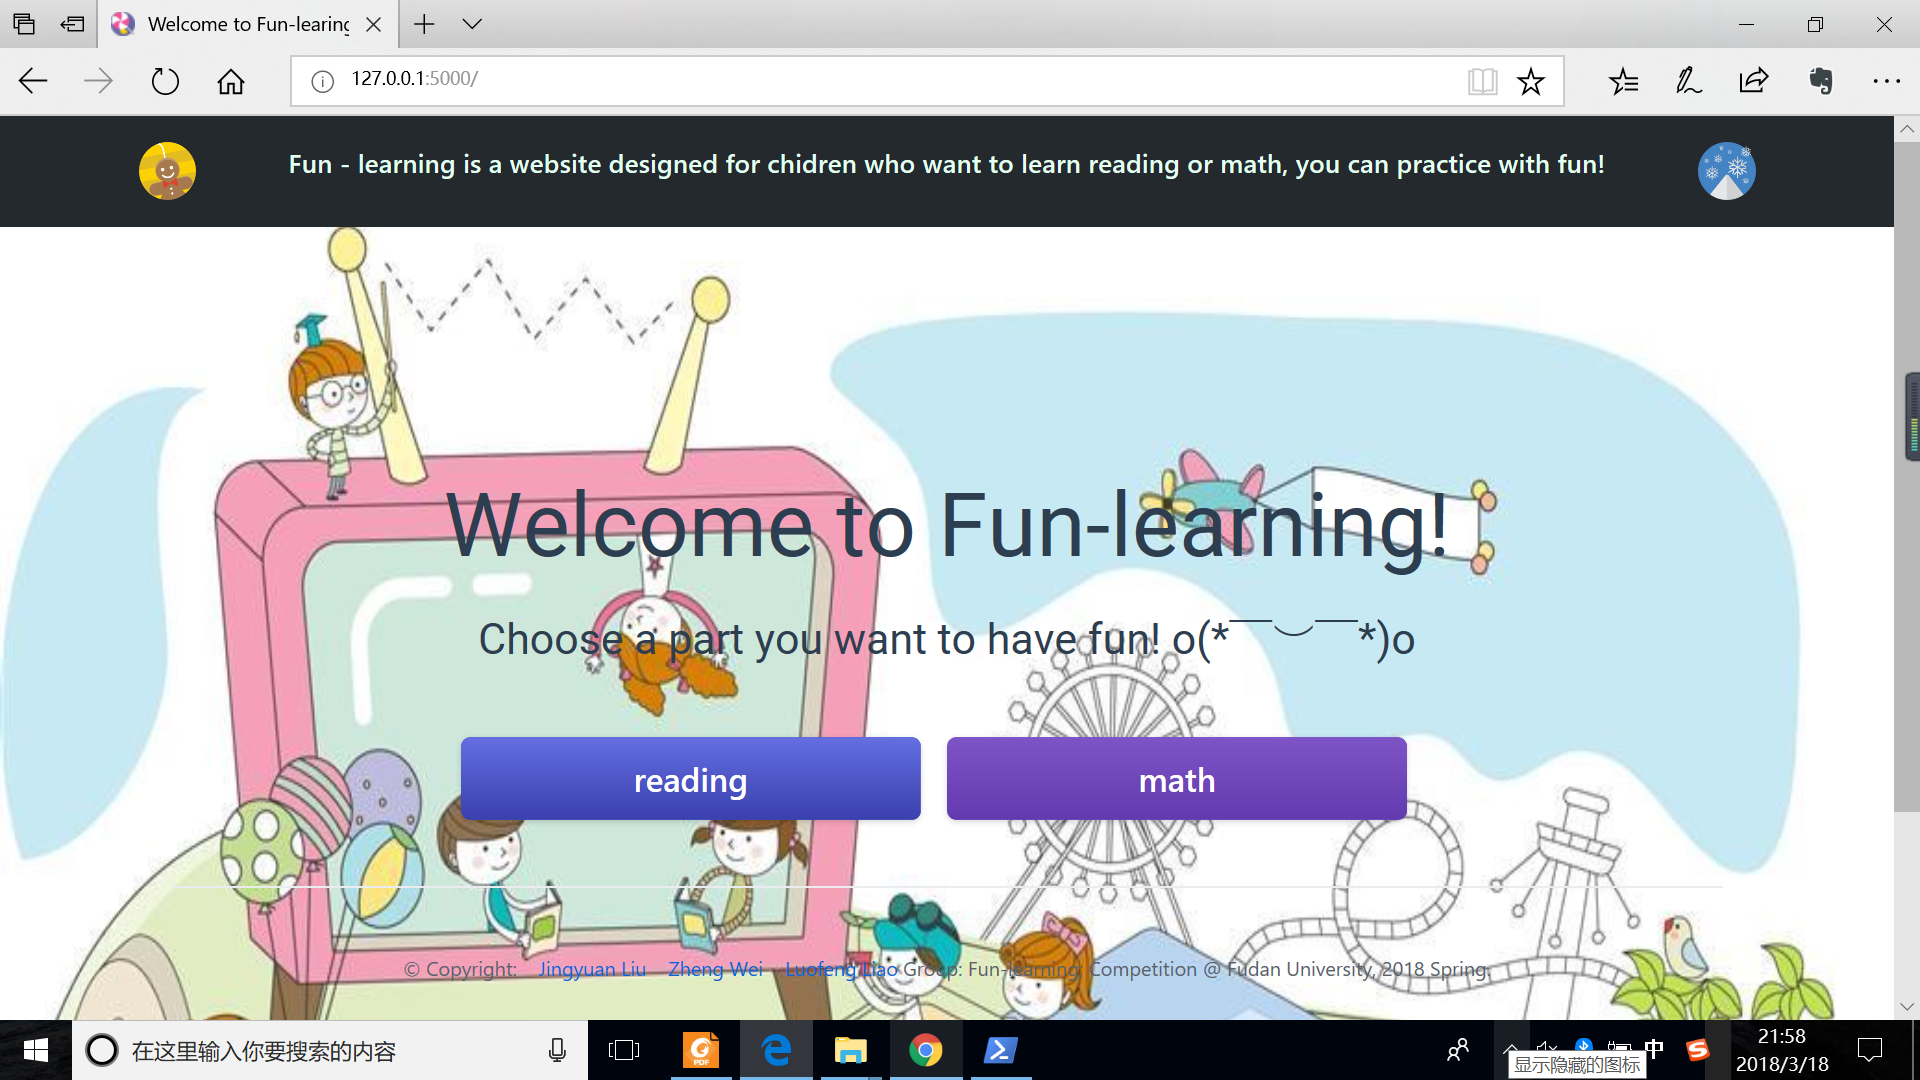 Welcome to Fun-learing
127.0.0.1:5000/
Fun - learning is a website designed for chidren who want to learn reading or math, you can practice with fun!
Welcome to Fun-learning!
Choose a part you want to have fun! o(*￣︶￣*)o
reading math
© Copyright: Jingyuan Liu Zheng Wei Luofeng Liao Group: Fun-learning, Competition @ Fudan University, 2018 Spring.
在这里输入你要搜索的内容
PDF
中
21:58
2018/3/18
显示隐藏的图标